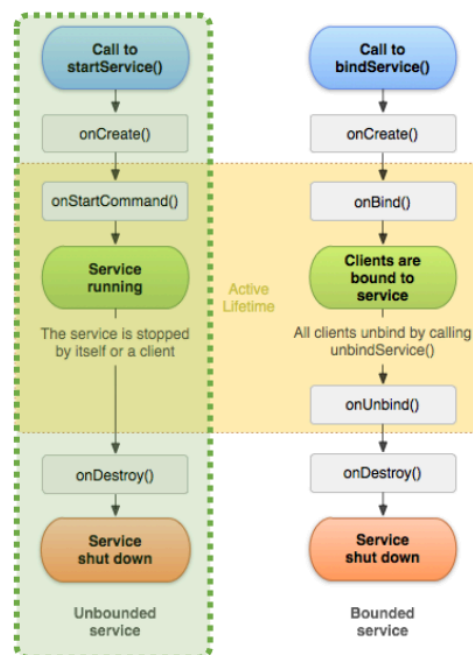 Call to
startService()
onCreate()
onStartCommand()
Service
running
The service is stopped
by itself or a client
onDestroy()
Service
shut down
Unbounded
service
Active
Lifetime
Call to
bindService()
onCreate()
onBind()
Clients are
bound to
service
All clients unbind by calling
unbindService()
onUnbind()
onDestroy()
Service
shut down
Bounded
service